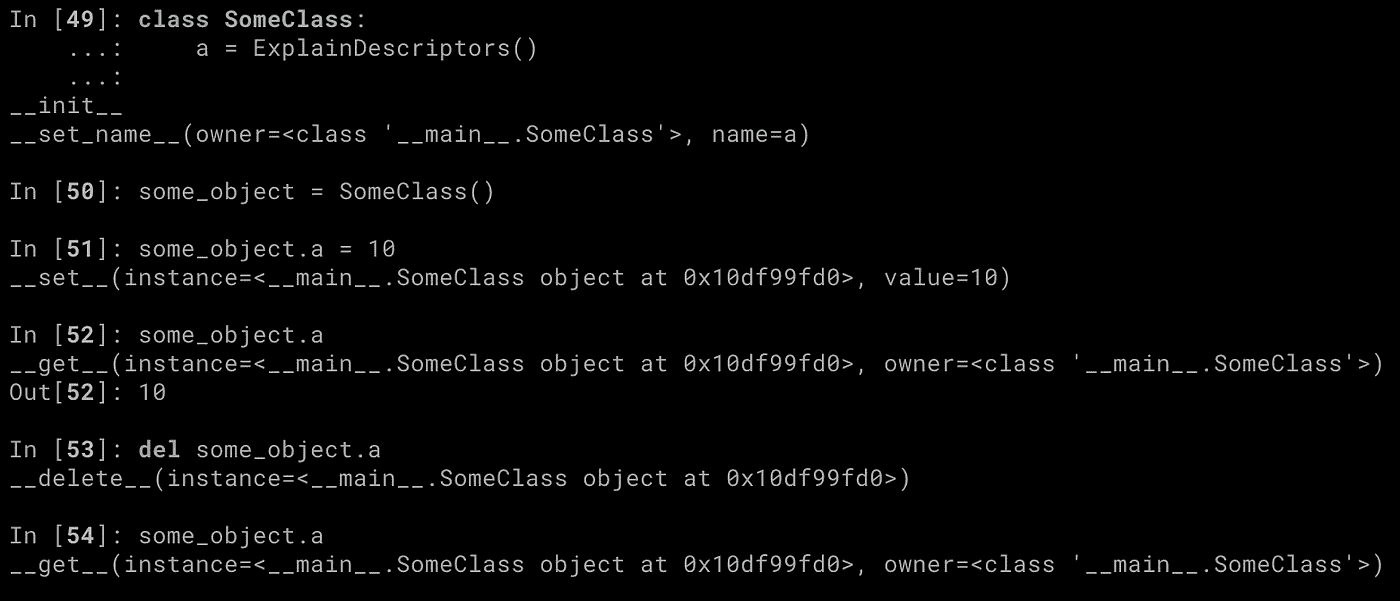 In [49]: class SomeClass:
    ...:     a = ExplainDescriptors()
    ...:
__init__
__set_name__(owner=<class '__main__.SomeClass'>, name=a)
In [50]: some_object = SomeClass()
In [51]: some_object.a = 10
__set__(instance=<__main__.SomeClass object at 0x10df99fd0>, value=10)
In [52]: some_object.a
__get__(instance=<__main__.SomeClass object at 0x10df99fd0>, owner=<class '__main__.SomeClass'>)
Out[52]: 10
In [53]: del some_object.a
__delete__(instance=<__main__.SomeClass object at 0x10df99fd0>)
In [54]: some_object.a
__get__(instance=<__main__.SomeClass object at 0x10df99fd0>, owner=<class '__main__.SomeClass'>)